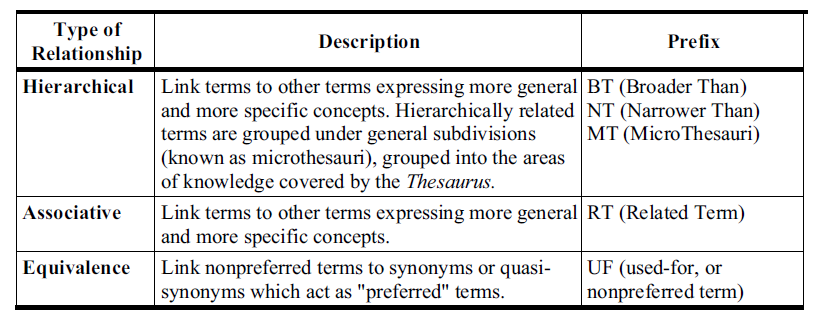 Type of
Relationship
Description
Prefix
Hierarchical
Link terms to other terms expressing more general
and more specific concepts. Hierarchically related
terms are grouped under general subdivisions
(known as microthesauri), grouped into the areas
of knowledge covered by the Thesaurus.
BT (Broader Than)
NT (Narrower Than)
MT (MicroThesauri)
Associative
Link terms to other terms expressing more general
and more specific concepts.
RT (Related Term)
Equivalence
Link nonpreferred terms to synonyms or quasi-
synonyms which act as "preferred" terms.
UF (used-for, or
nonpreferred term)